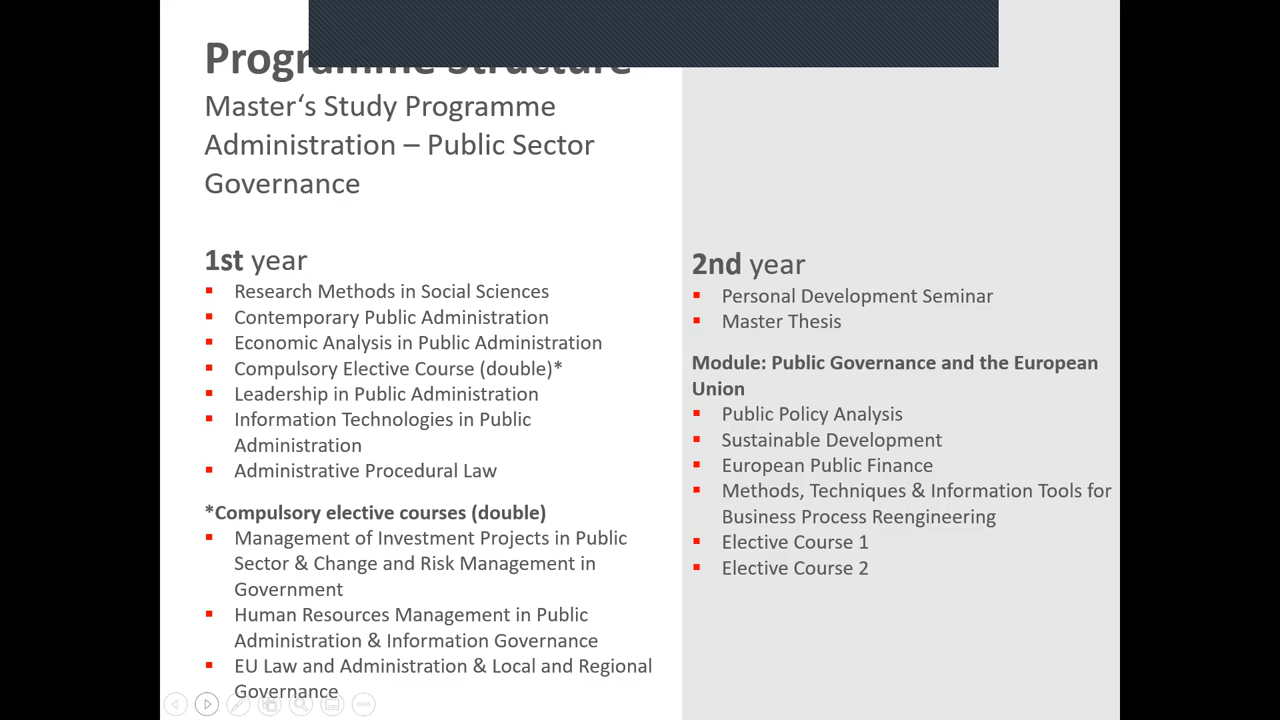 Programme Structure
Master‘s Study Programme
Administration – Public Sector
Governance
1st year
▪ Research Methods in Social Sciences
▪ Contemporary Public Administration
▪ Economic Analysis in Public Administration
▪ Compulsory Elective Course (double)*
▪ Leadership in Public Administration
▪ Information Technologies in Public
Administration
▪ Administrative Procedural Law
*Compulsory elective courses (double)
▪ Management of Investment Projects in Public
Sector & Change and Risk Management in
Government
▪ Human Resources Management in Public
Administration & Information Governance
▪ EU Law and Administration & Local and Regional
Governance
2nd year
▪ Personal Development Seminar
▪ Master Thesis
Module: Public Governance and the European
Union
▪ Public Policy Analysis
▪ Sustainable Development
▪ European Public Finance
▪ Methods, Techniques & Information Tools for
Business Process Reengineering
▪ Elective Course 1
▪ Elective Course 2